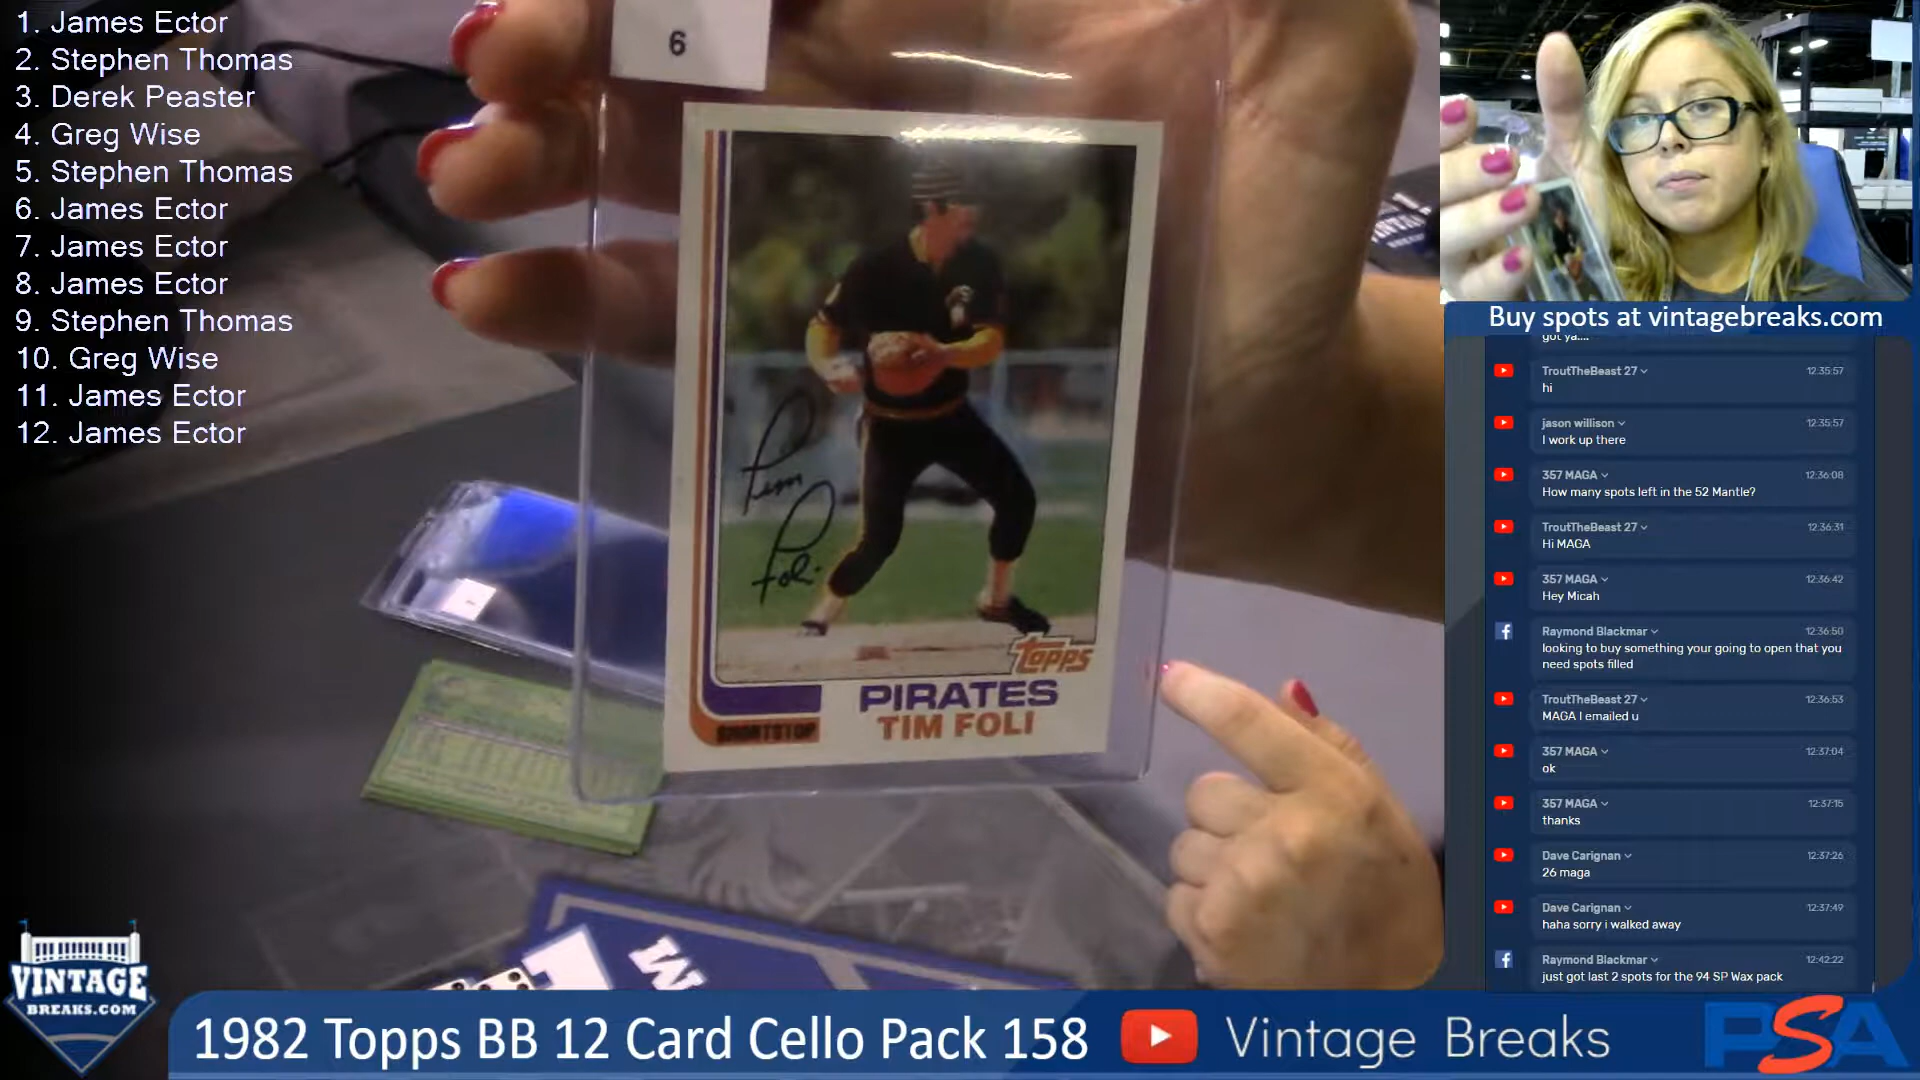 1. James Ector
2. Stephen Thomas
3. Derek Peaster
4. Greg Wise
5. Stephen Thomas
6. James Ector
7. James Ector
8. James Ector
9. Stephen Thomas
10. Greg Wise
11. James Ector
12. James Ector
6
Tim
Foli
Topps
PIRATES
TIM FOLI
SHORTSTOP
Buy spots at vintagebreaks.com
got ya....
TroutTheBeast 27 12:35:57
hi
jason willison 12:35:57
I work up there
357 MAGA 12:36:08
How many spots left in the 52 Mantle?
TroutTheBeast 27 12:36:31
Hi MAGA
357 MAGA 12:36:42
Hey Micah
Raymond Blackmar 12:36:50
looking to buy something your going to open that you
need spots filled
TroutTheBeast 27 12:36:53
MAGA I emailed u
357 MAGA 12:37:04
ok
357 MAGA 12:37:15
thanks
Dave Carignan 12:37:26
26 maga
Dave Carignan 12:37:49
haha sorry i walked away
Raymond Blackmar 12:42:22
just got last 2 spots for the 94 SP Wax pack
VINTAGE
BREAKS.COM
1982 Topps BB 12 Card Cello Pack 158
Vintage Breaks
PSA